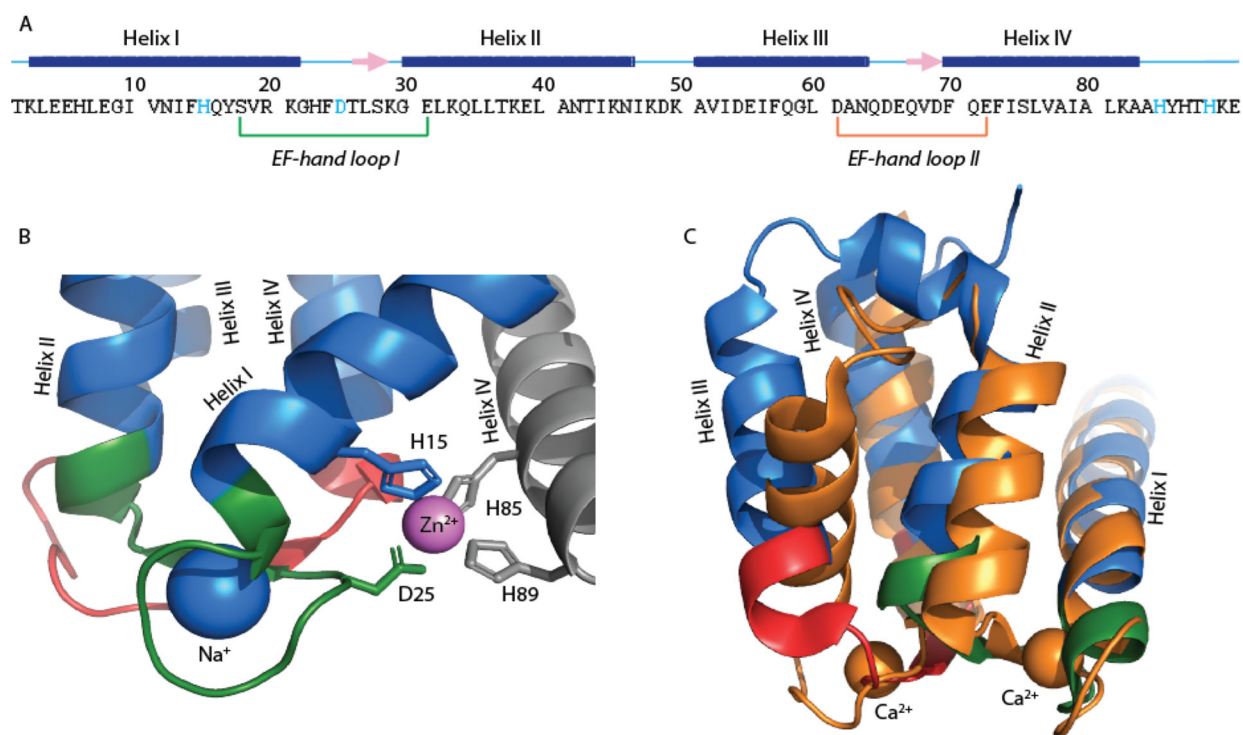 A
Helix I Helix II Helix III Helix IV
10 20 30 40 50 60 70 80
TKLEEHLEGI VNIFHQYSVR KGHFDTLSKG ELKQLLTKEL ANTIKNIKDK AVIDEIFQGL DANQDEQVDF QEFISLVAIA LKAAHYHTHKE
EF-hand loop I EF-hand loop II
B
Helix II
Helix III
Helix IV
Helix I
Helix IV
H15
Zn²⁺
H85
D25
H89
Na⁺
C
Helix III
Helix IV
Helix II
Helix I
Ca²⁺ Ca²⁺